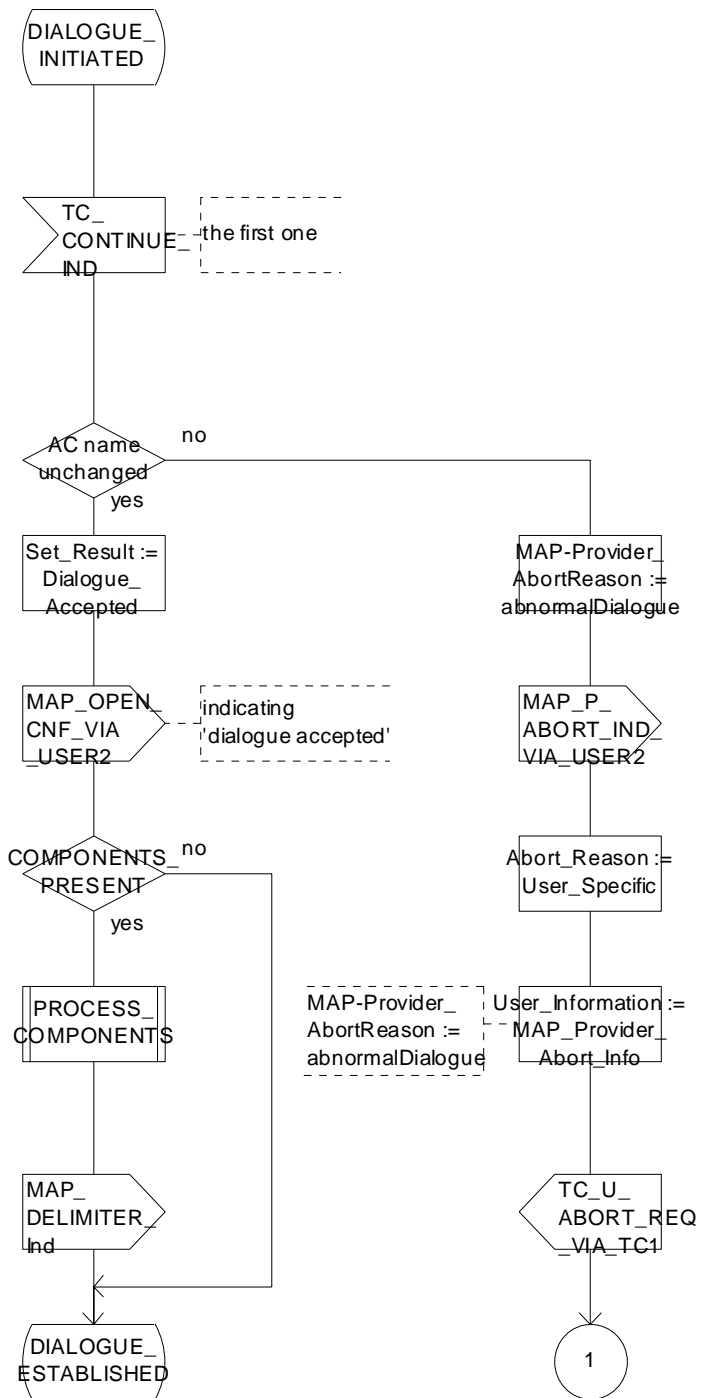 DIALOGUE_
INITIATED
TC_
CONTINUE_
IND
the first one
AC name
unchanged
no
yes
Set_Result :=
Dialogue_
Accepted
MAP_OPEN_
CNF_VIA
_USER2
indicating
'dialogue accepted'
COMPONENTS_
PRESENT
no
yes
PROCESS_
COMPONENTS
MAP_
DELIMITER_
Ind
DIALOGUE_
ESTABLISHED
MAP-Provider_
AbortReason :=
abnormalDialogue
MAP_P_
ABORT_IND_
VIA_USER2
Abort_Reason :=
User_Specific
MAP-Provider_
AbortReason :=
abnormalDialogue
User_Information :=
MAP_Provider_
Abort_Info
TC_U_
ABORT_REQ
_VIA_TC1
1